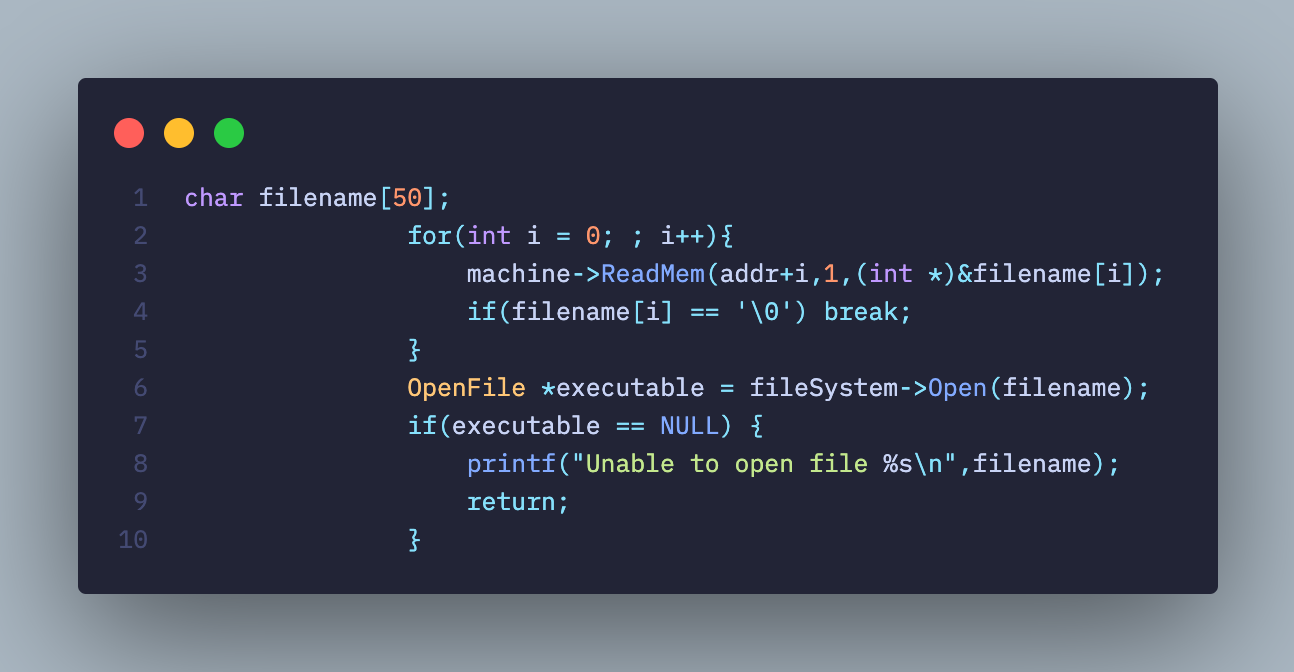 1 char filename[50];
2 for(int i = 0; ; i++){
3 machine->ReadMem(addr+i,1,(int *)&filename[i]);
4 if(filename[i] == '\0') break;
5 }
6 OpenFile *executable = fileSystem->Open(filename);
7 if(executable == NULL) {
8 printf("Unable to open file %s\n",filename);
9 return;
10 }